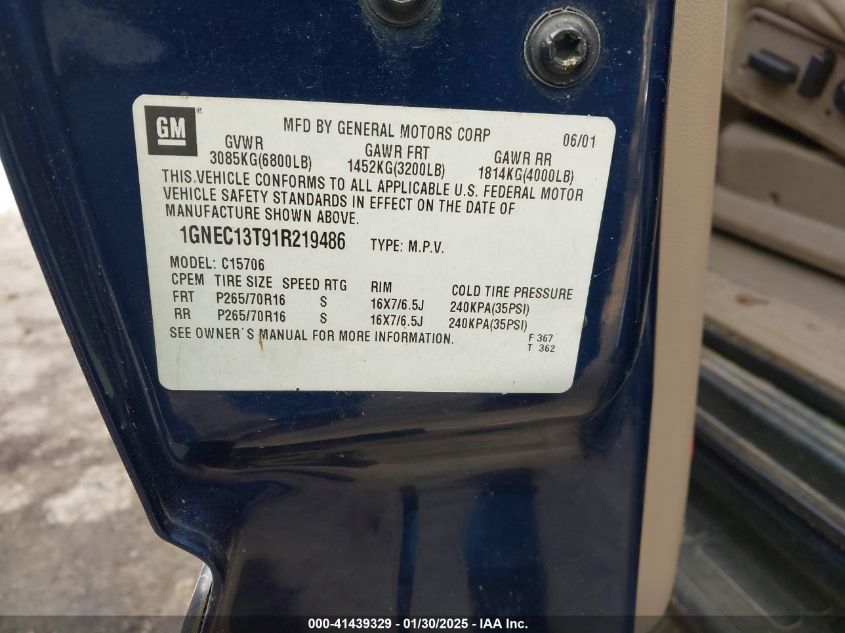 GM
MFD BY GENERAL MOTORS CORP 06/01
GVWR GAWR FRT GAWR RR
3085KG(6800LB) 1452KG(3200LB) 1814KG(4000LB)
THIS VEHICLE CONFORMS TO ALL APPLICABLE U.S. FEDERAL MOTOR
VEHICLE SAFETY STANDARDS IN EFFECT ON THE DATE OF
MANUFACTURE SHOWN ABOVE.
1GNEC13T91R219486 TYPE: M.P.V.
MODEL: C15706
CPEM TIRE SIZE SPEED RTG RIM COLD TIRE PRESSURE
FRT P265/70R16 S 16X7/6.5J 240KPA(35PSI)
RR P265/70R16 S 16X7/6.5J 240KPA(35PSI)
SEE OWNER'S MANUAL FOR MORE INFORMATION.
F 367
T 362
000-41439329 — 01/30/2025 — IAA Inc.